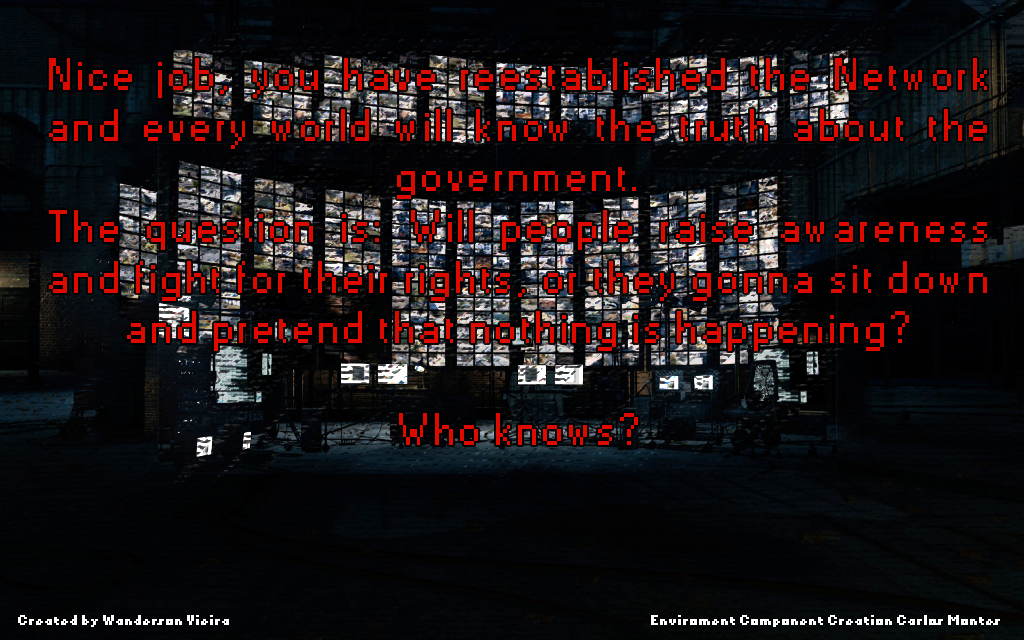 Nice job, you have reestablished the Network
and every world will know the truth about the
government.
The question is: Will people raise awareness
and fight for their rights, or they gonna sit down
and pretend that nothing is happening?
Who knows?
Created by Wanderson Vieira
Enviroment Component Creation Carlos Montes